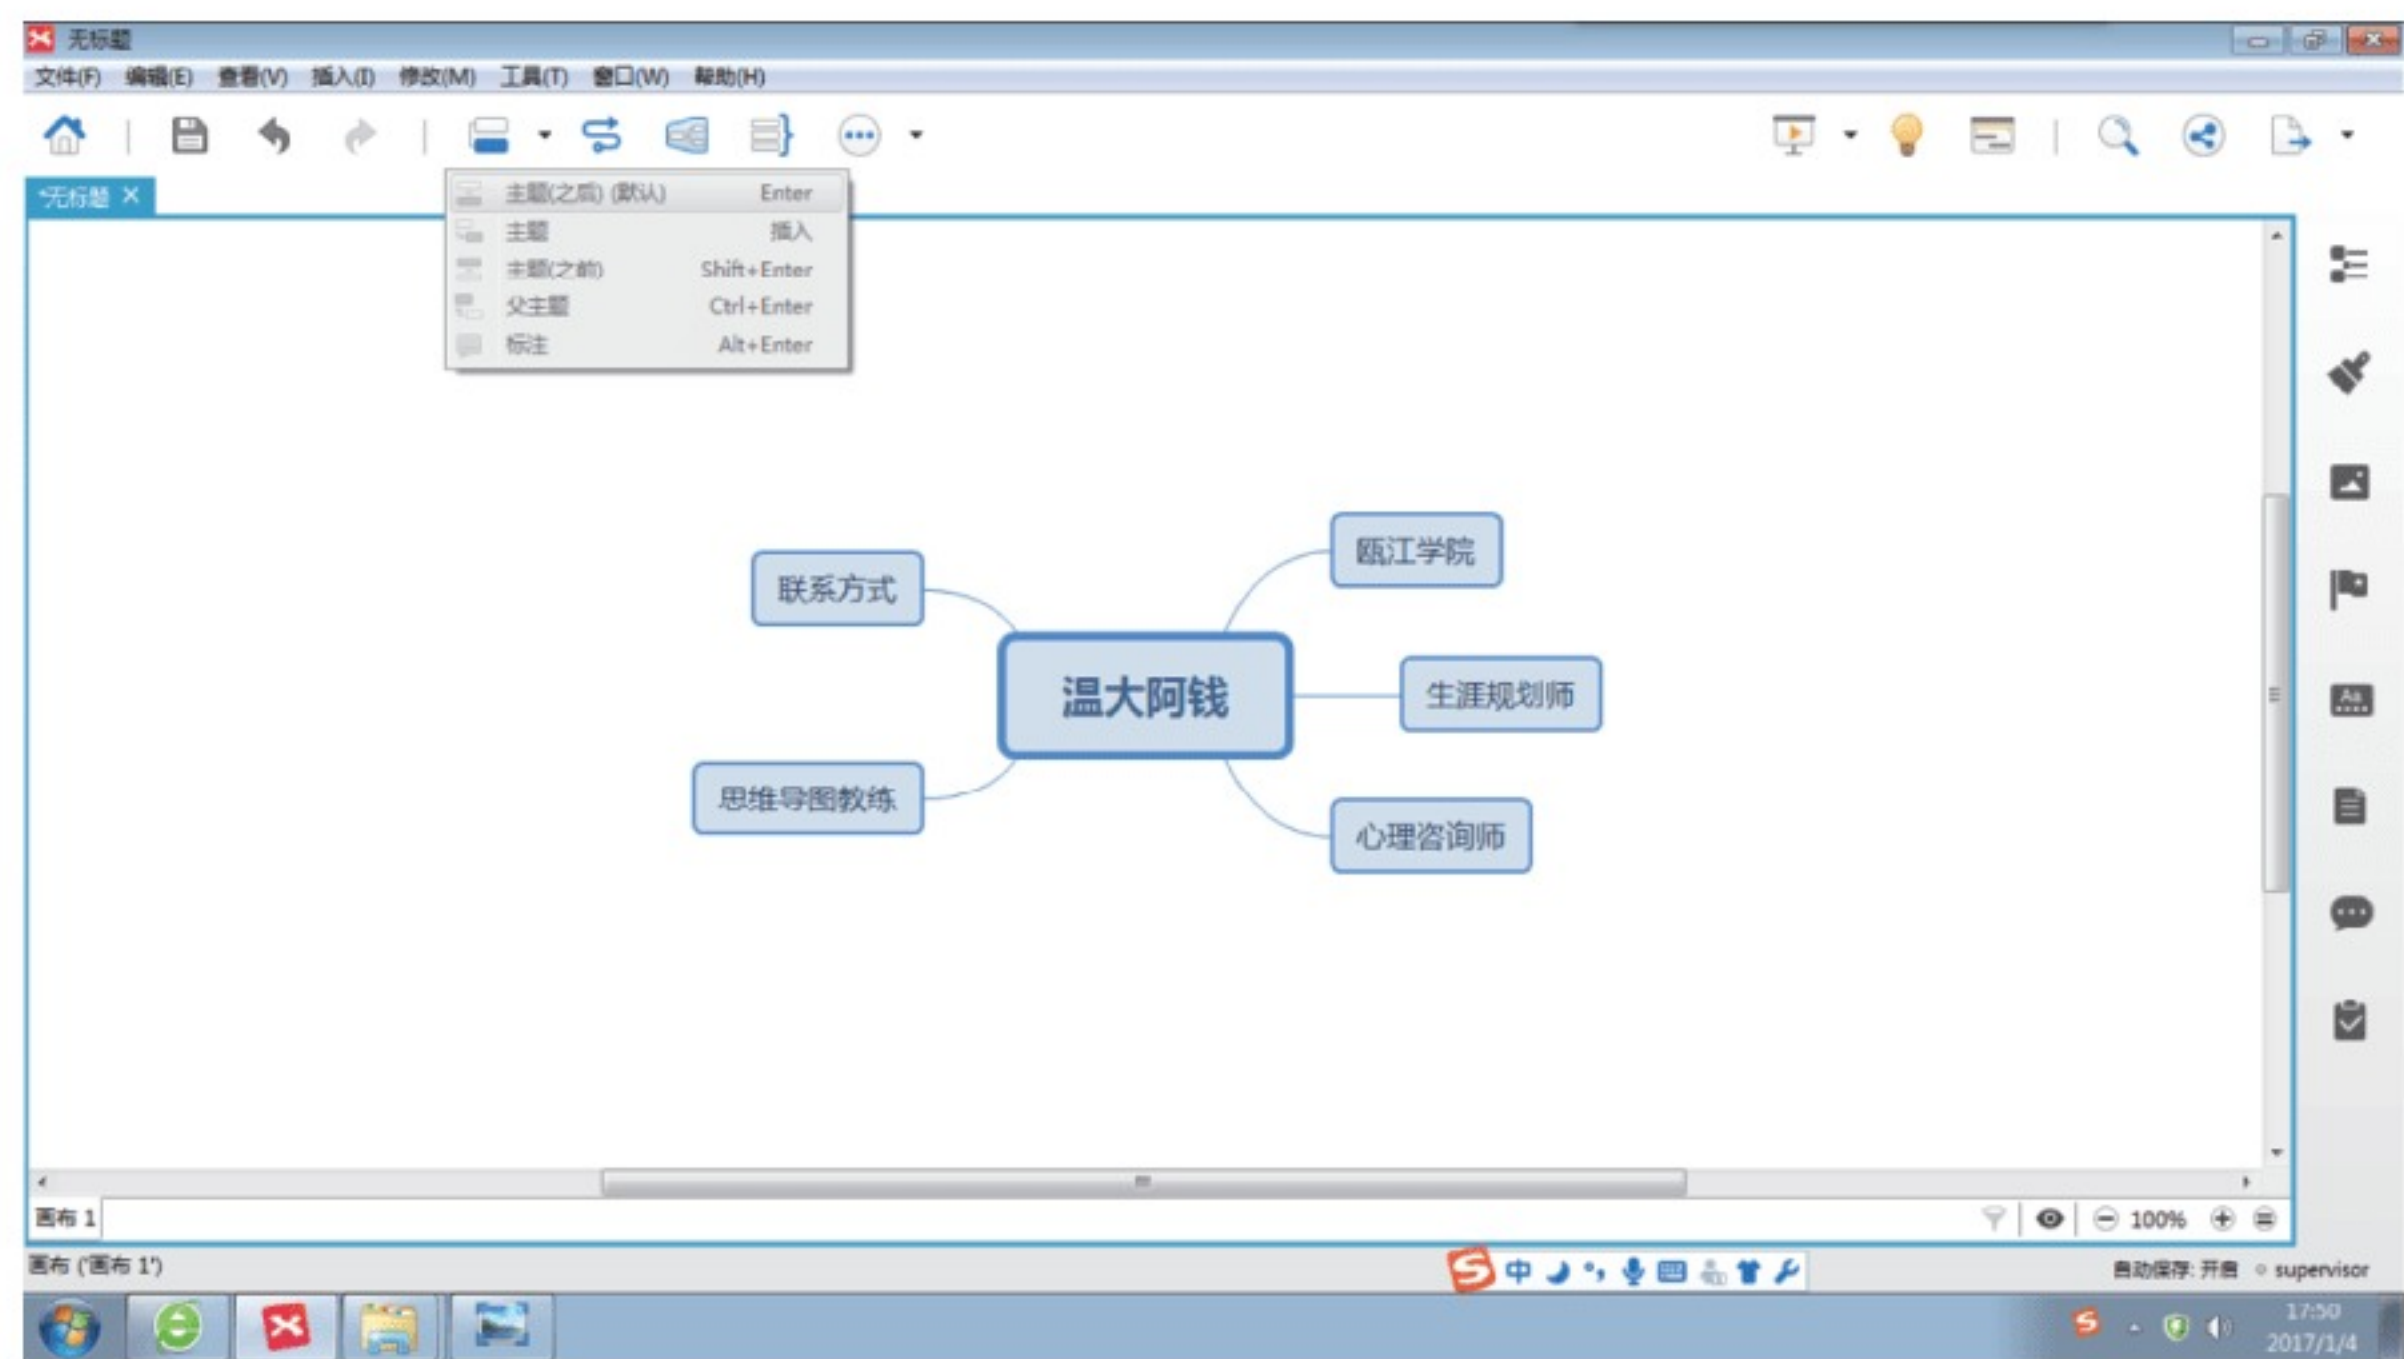 无标题
文件(F) 编辑(E) 查看(V) 插入(I) 修改(M) 工具(T) 窗口(W) 帮助(H)
*无标题
主题(之后) (默认) Enter
主题 插入
主题(之前) Shift+Enter
父主题 Ctrl+Enter
标注 Alt+Enter
瓯江学院
联系方式
温大阿钱
生涯规划师
思维导图教练
心理咨询师
Aa
画布 1
100%
画布 ('画布 1')
中
自动保存: 开启 supervisor
17:50
2017/1/4